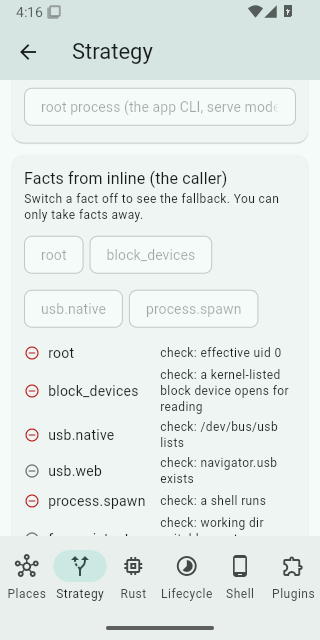 4:16
Strategy
root process (the app CLI, serve mode
Facts from inline (the caller)
Switch a fact off to see the fallback. You can
only take facts away.
root
block_devices
usb.native
process.spawn
root
check: effective uid 0
block_devices
check: a kernel-listed
block device opens for
reading
usb.native
check: /dev/bus/usb
lists
usb.web
check: navigator.usb
exists
process.spawn
check: a shell runs
check: working dir
Places
Strategy
Rust
Lifecycle
Shell
Plugins